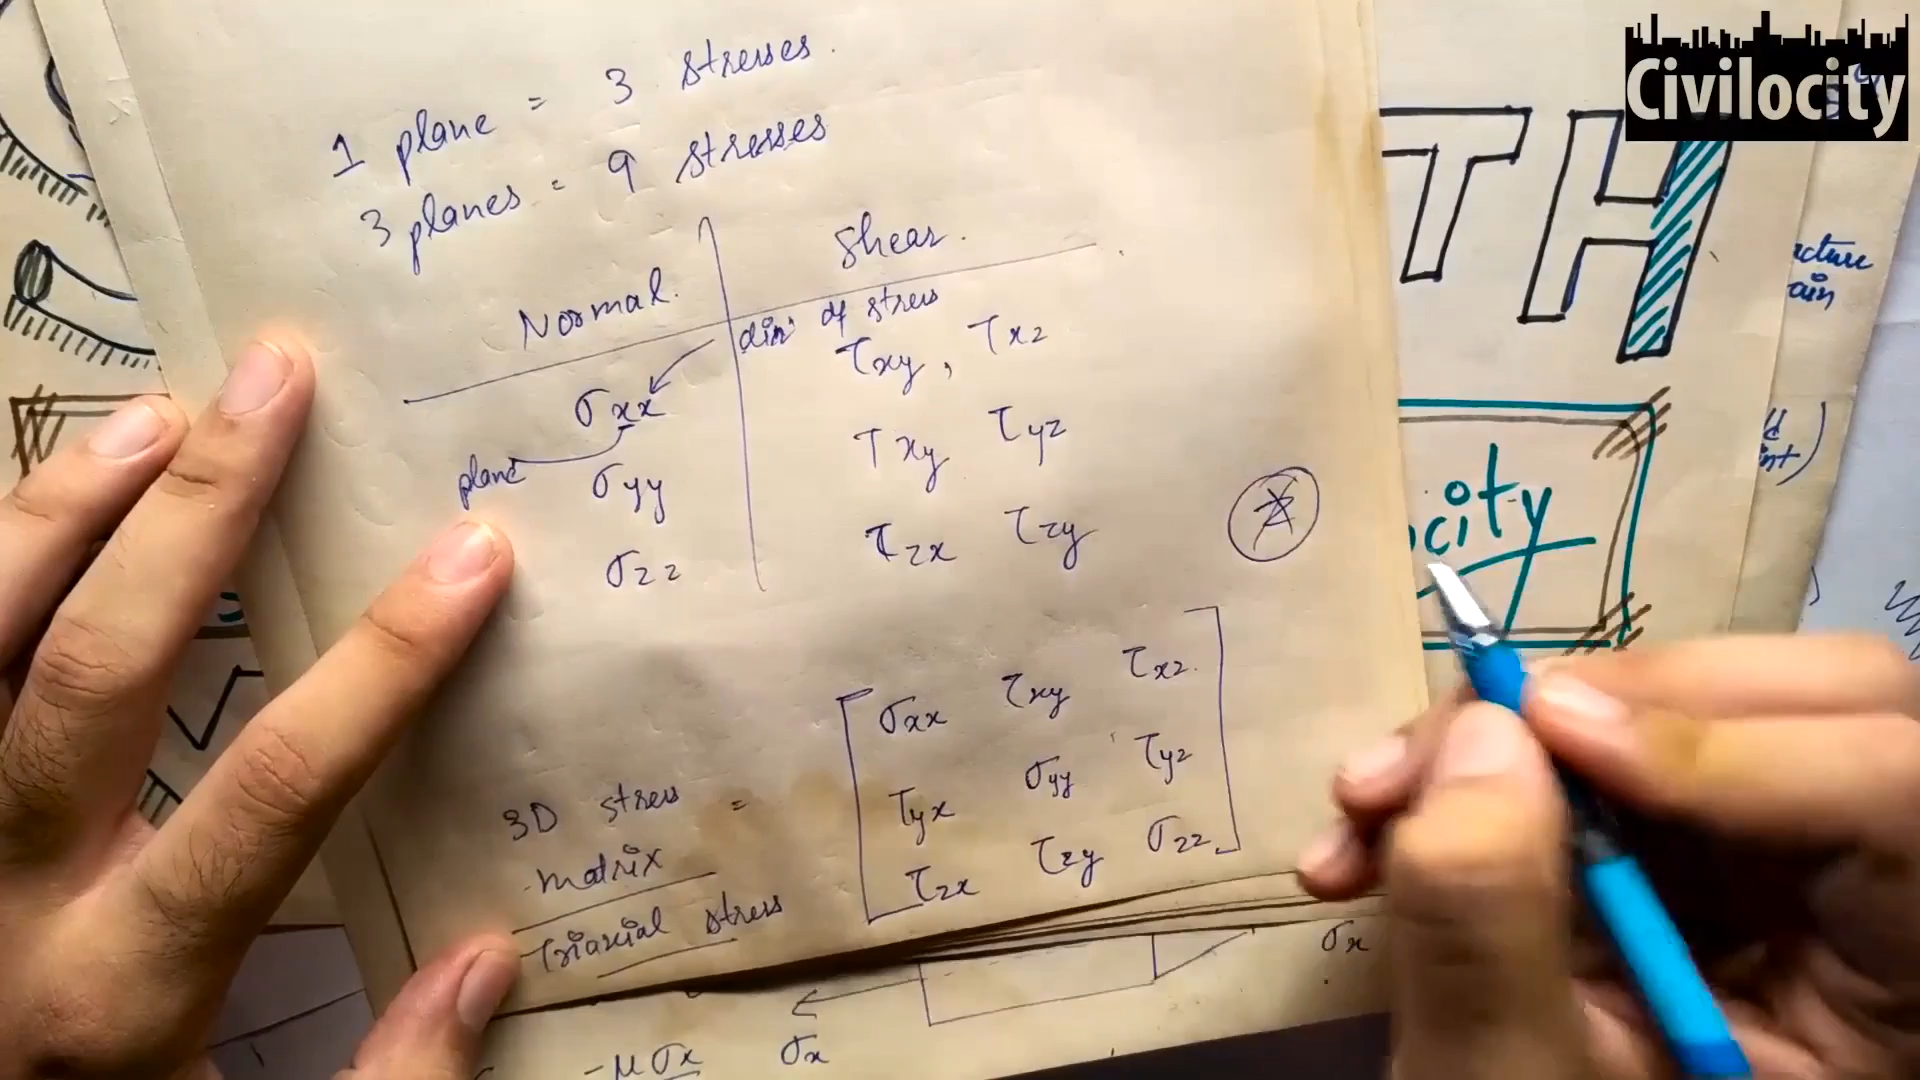 1 plane = 3 stresses.
3 planes = 9 stresses
Normal. Shear.
dirⁿ of stress
σxx τxy, τxz
plane
σyy τxy τyz
σzz τzx τzy
3D stress matrix =
σxx τxy τxz.
τyx σyy τyz
τzx τzy σzz
Triaxial stress
σx
-μσx σx
Civilocity
TH
city